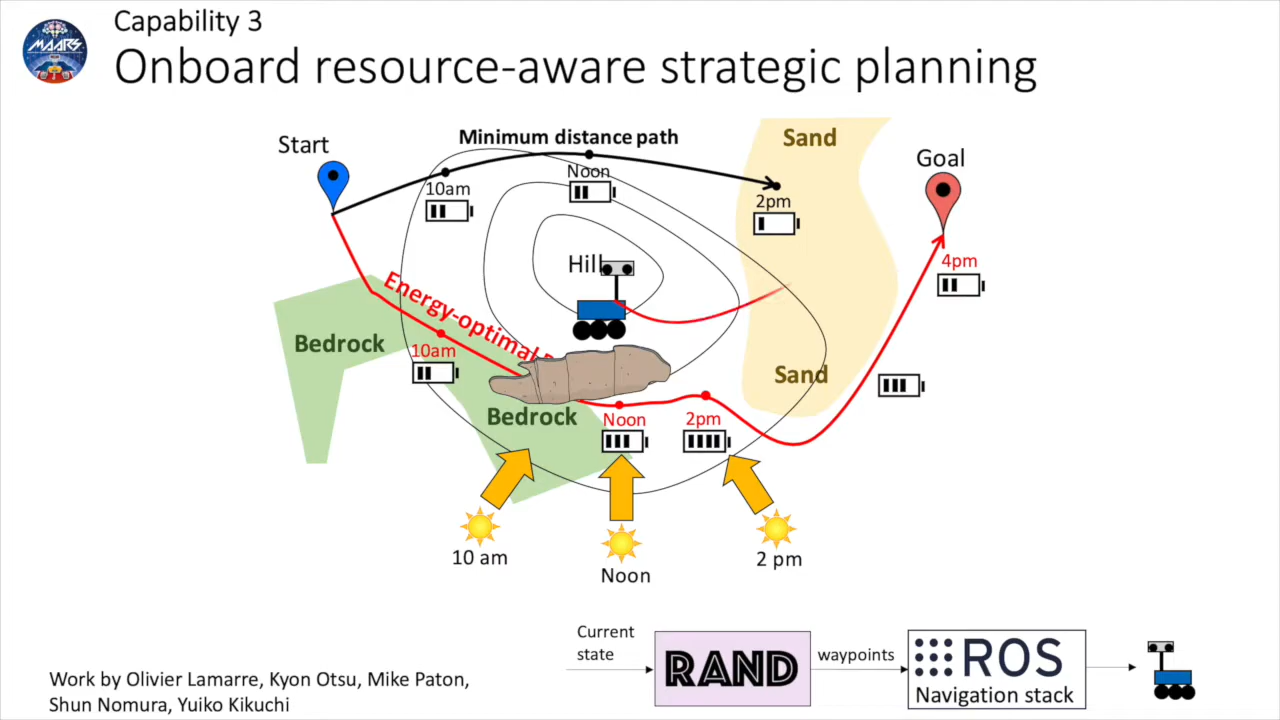 Capability 3
MAARS
Onboard resource-aware strategic planning
Minimum distance path
Sand
Start
Goal
Noon
10am
2pm
Hill
4pm
Energy-optimal
Bedrock
10am
Sand
Bedrock
Noon
2pm
10 am
Noon
2 pm
Current
state
RAND
waypoints
ROS
Navigation stack
Work by Olivier Lamarre, Kyon Otsu, Mike Paton,
Shun Nomura, Yuiko Kikuchi